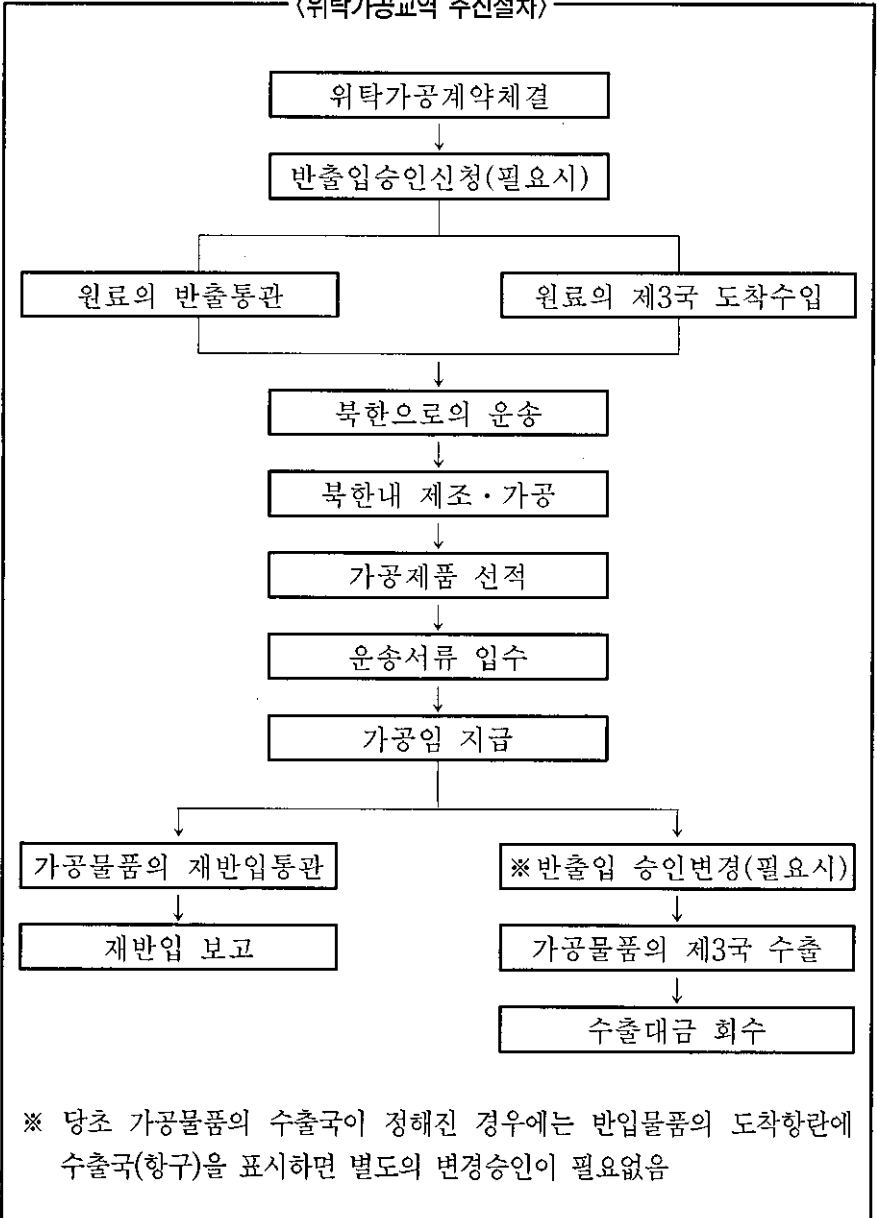 〈위탁가공교역 추진절차〉
위탁가공계약체결
반출입승인신청(필요시)
원료의 반출통관
원료의 제3국 도착수입
북한으로의 운송
북한내 제조·가공
가공제품 선적
운송서류 입수
가공임 지급
가공물품의 재반입통관
※반출입 승인변경(필요시)
재반입 보고
가공물품의 제3국 수출
수출대금 회수
※ 당초 가공물품의 수출국이 정해진 경우에는 반입물품의 도착항란에
수출국(항구)을 표시하면 별도의 변경승인이 필요없음